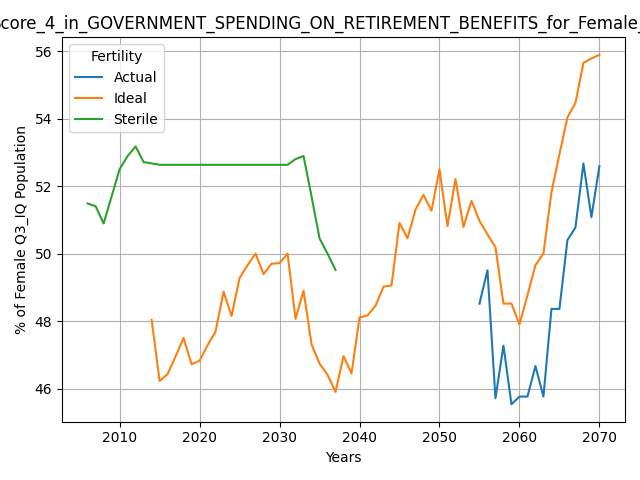 score_4_in_GOVERNMENT_SPENDING_ON_RETIREMENT_BENEFITS_for_Female_
Fertility
Actual
Ideal
Sterile
% of Female Q3_IQ Population
56
54
52
50
48
46
2010 2020 2030 2040 2050 2060 2070
Years